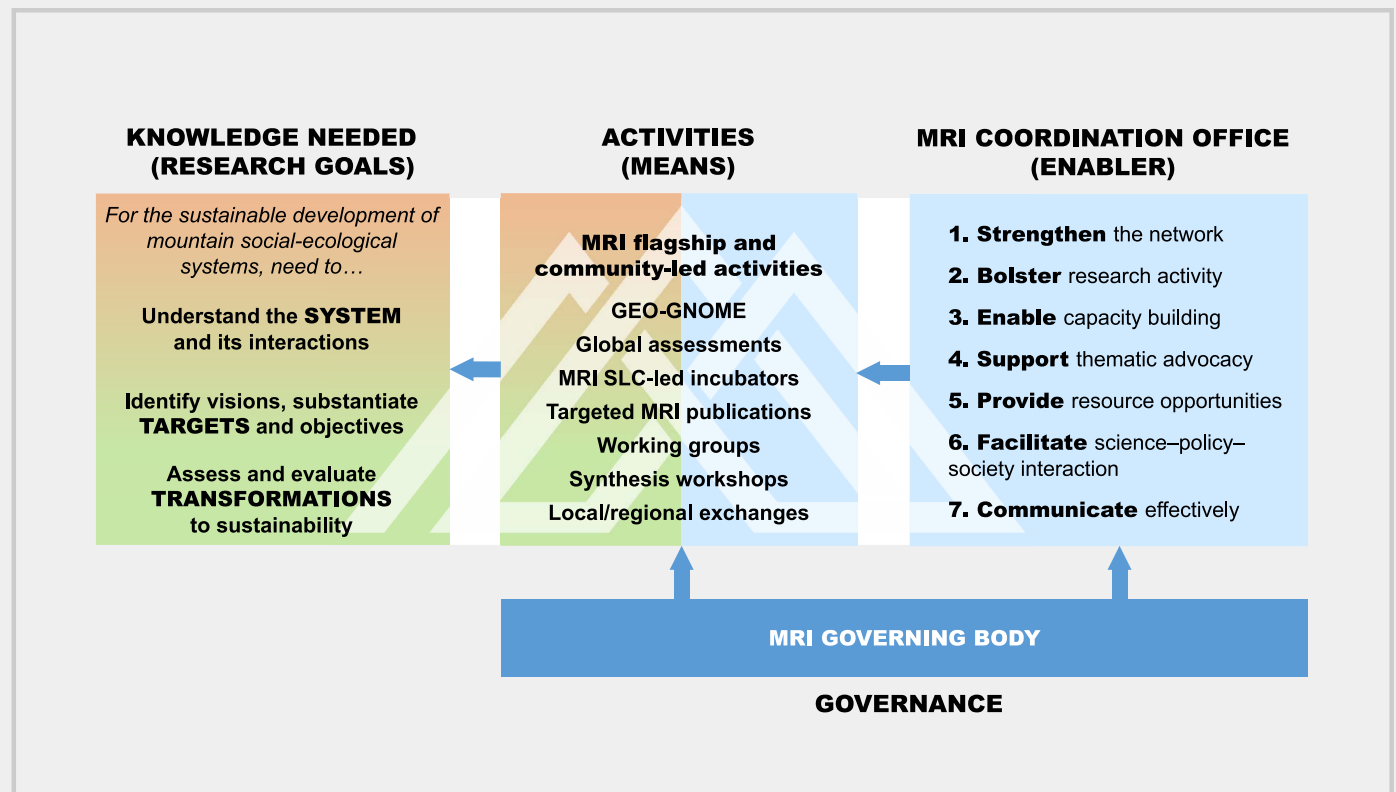 KNOWLEDGE NEEDED
(RESEARCH GOALS)
For the sustainable development of
mountain social-ecological
systems, need to…
Understand the SYSTEM
and its interactions
Identify visions, substantiate
TARGETS and objectives
Assess and evaluate
TRANSFORMATIONS
to sustainability
ACTIVITIES
(MEANS)
MRI flagship and
community-led activities
GEO-GNOME
Global assessments
MRI SLC-led incubators
Targeted MRI publications
Working groups
Synthesis workshops
Local/regional exchanges
MRI COORDINATION OFFICE
(ENABLER)
1. Strengthen the network
2. Bolster research activity
3. Enable capacity building
4. Support thematic advocacy
5. Provide resource opportunities
6. Facilitate science–policy–
society interaction
7. Communicate effectively
MRI GOVERNING BODY
GOVERNANCE